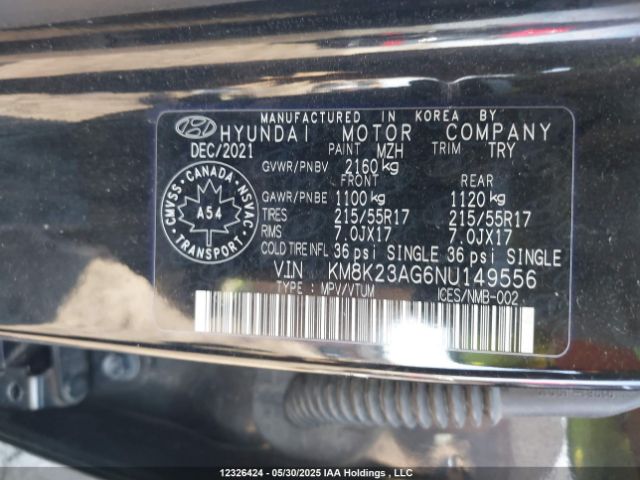 MANUFACTURED IN KOREA BY
HYUNDAI MOTOR COMPANY
DEC/2021 PAINT MZH TRIM TRY
GVWR/PNBV 2160 kg
FRONT REAR
GAWR/PNBE 1100 kg 1120 kg
TIRES 215/55R17 215/55R17
RMS 7.0JX17 7.0JX17
COLD TIRE INFL 36 psi SINGLE 36 psi SINGLE
VIN KM8K23AG6NU149556
TYPE : MPV/VTUM ICES/NMB-002
CMVSS · CANADA · NSVAC
A54
TRANSPORT
12326424 - 05/30/2025 IAA Holdings , LLC